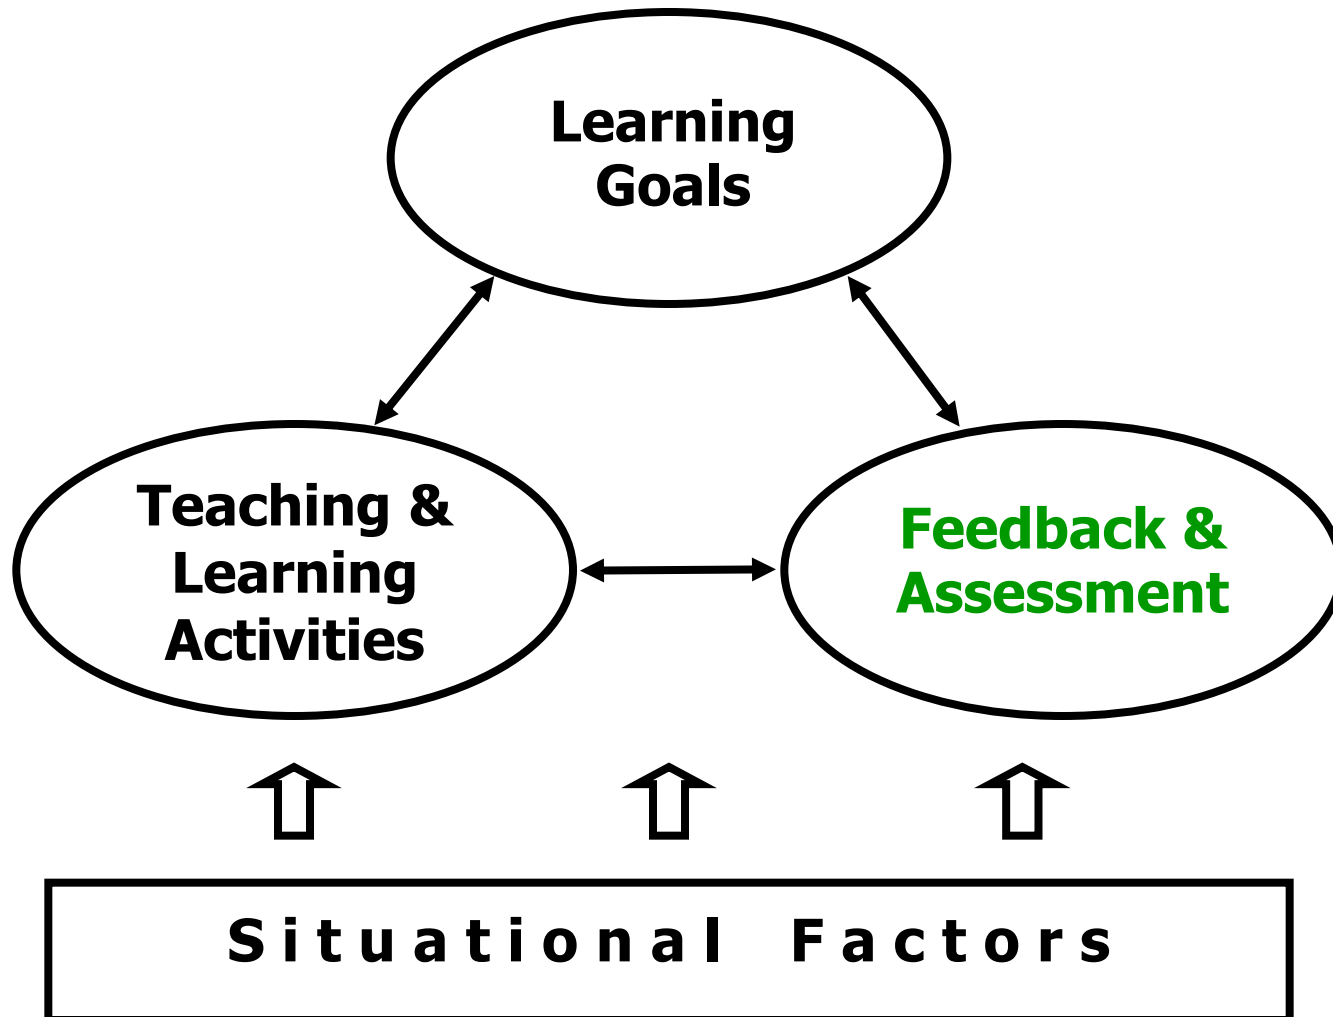 Learning
Goals
Teaching &
Learning
Activities
Feedback &
Assessment
Situational Factors